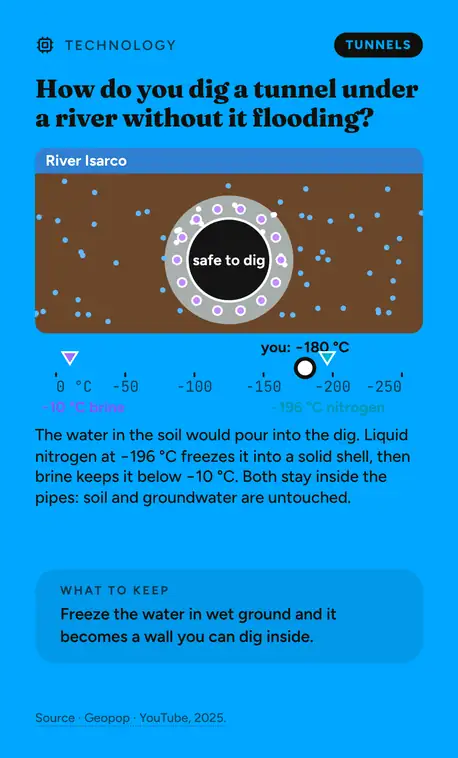 TECHNOLOGY
TUNNELS
How do you dig a tunnel under
a river without it flooding?
River Isarco
safe to dig
you: −180 °C
0 °C -50 -100 -150 -200 -250
−10 °C brine −196 °C nitrogen
The water in the soil would pour into the dig. Liquid
nitrogen at −196 °C freezes it into a solid shell, then
brine keeps it below −10 °C. Both stay inside the
pipes: soil and groundwater are untouched.
WHAT TO KEEP
Freeze the water in wet ground and it
becomes a wall you can dig inside.
Source · Geopop · YouTube, 2025.